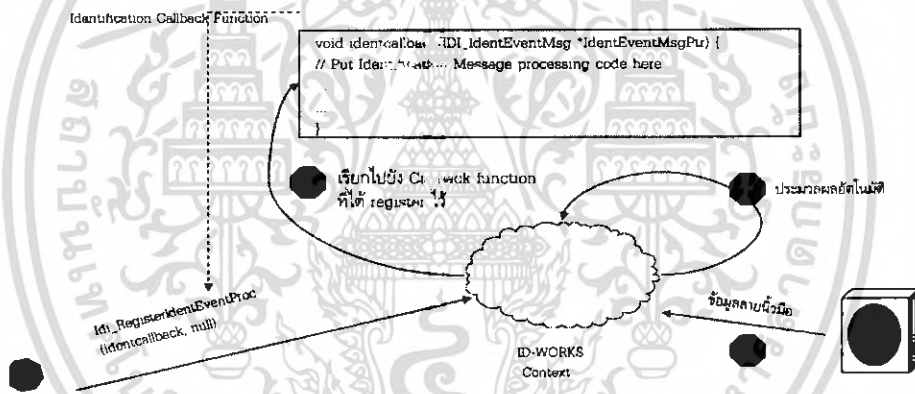 Identification Callback Function
void identcallback (IDI_IdentEventMsg *IdentEventMsgPtr) {
// Put Identification Message processing code here
...
...
}
เรียกไปยัง Callback function
ที่ได้ register ไว้
ประมวลผลอัตโนมัติ
Idi_RegisterIdentEventProc
(identcallback, null)
ข้อมูลลายนิ้วมือ
ID-WORKS
Context